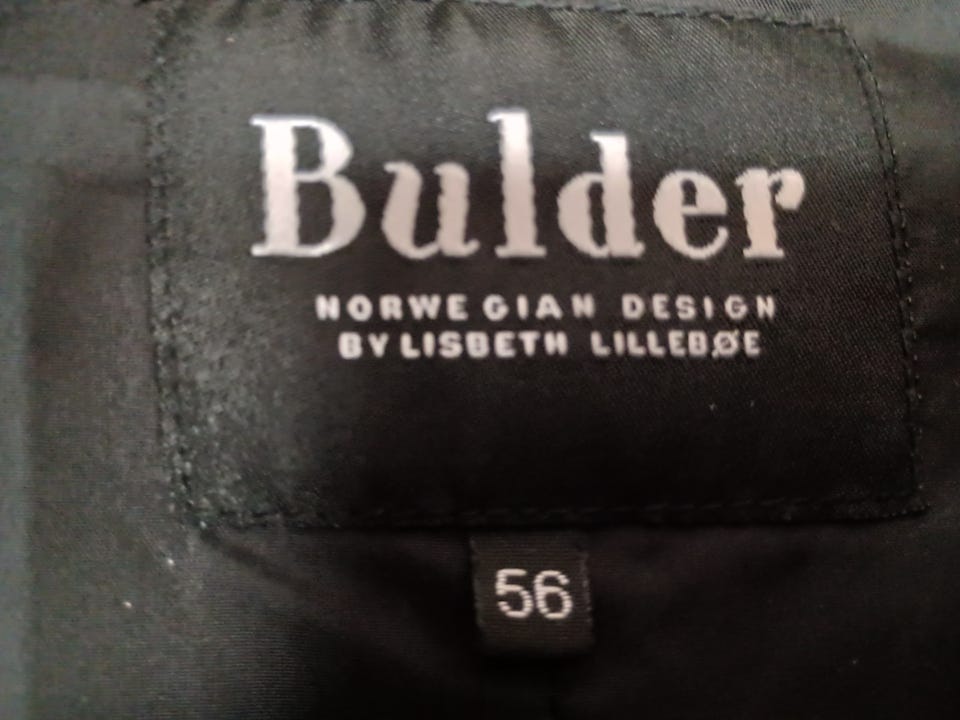 Bulder
NORWEGIAN DESIGN
BY LISBETH LILLEBØE
56